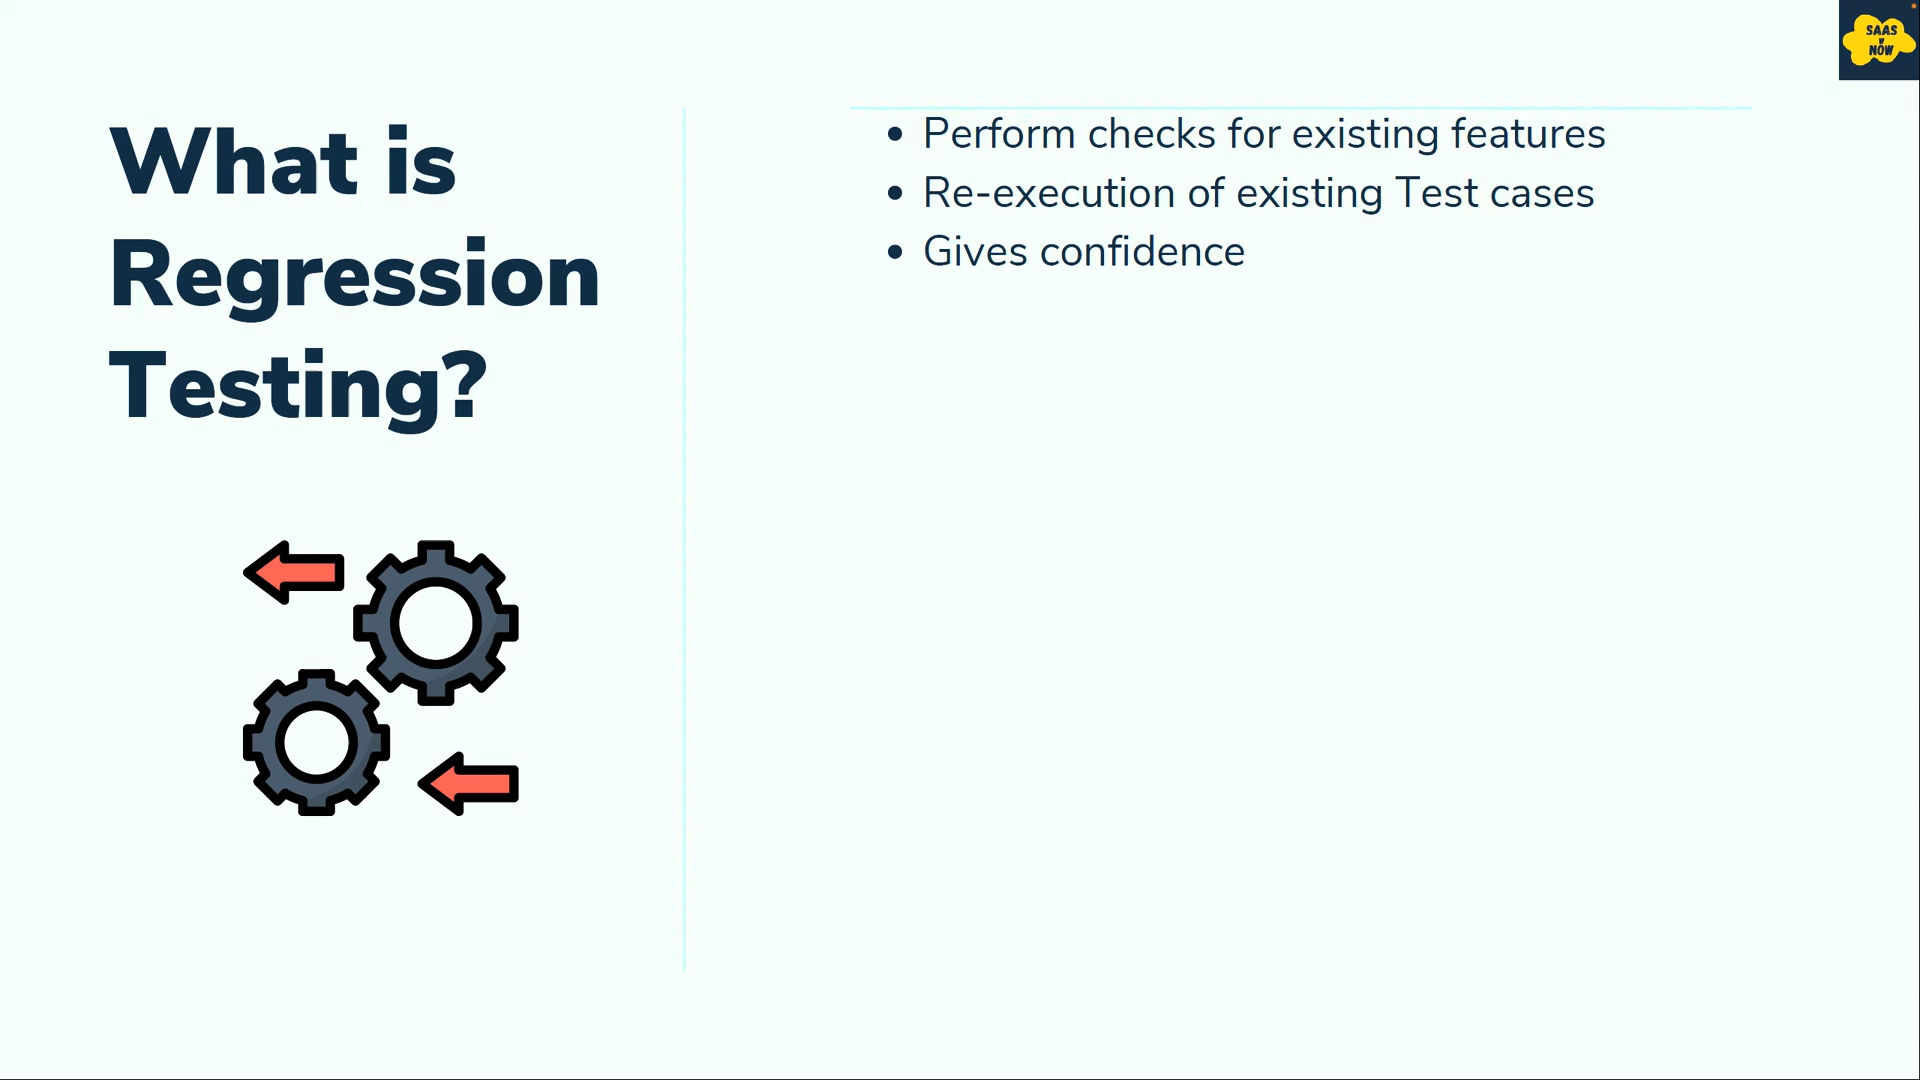 What is
Regression
Testing?
• Perform checks for existing features
• Re-execution of existing Test cases
• Gives confidence
SAAS
W
NOW